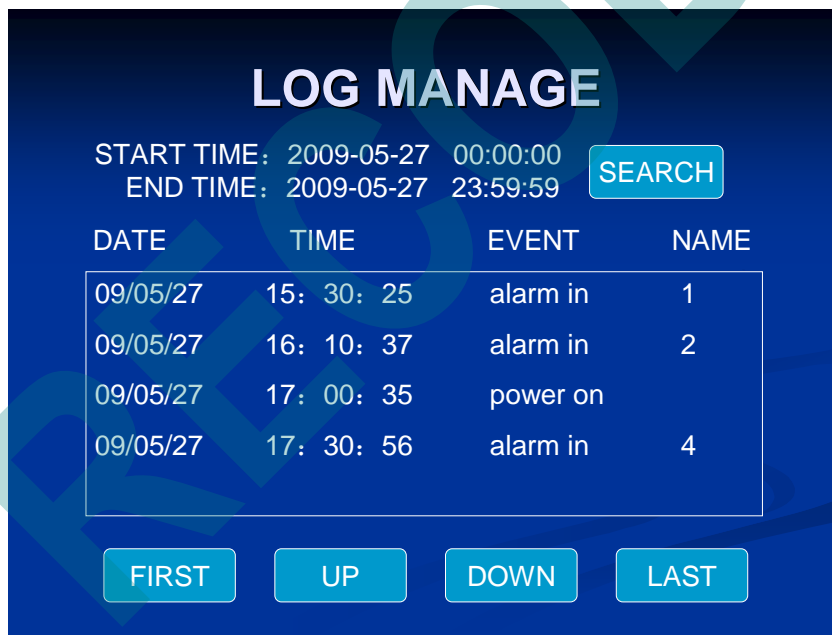 LOG MANAGE
START TIME：2009-05-27 00:00:00
END TIME：2009-05-27 23:59:59
SEARCH
DATE TIME EVENT NAME
09/05/27 15：30：25 alarm in 1
09/05/27 16：10：37 alarm in 2
09/05/27 17：00：35 power on
09/05/27 17：30：56 alarm in 4
FIRST UP DOWN LAST